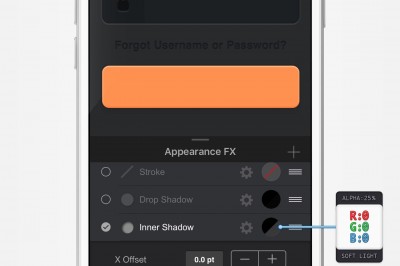 Forgot Username or Password?
Appearance FX
Stroke
Drop Shadow
Inner Shadow
X Offset
0.0 pt
ALPHA:25%
R:0
G:0
B:0
SOFT LIGHT